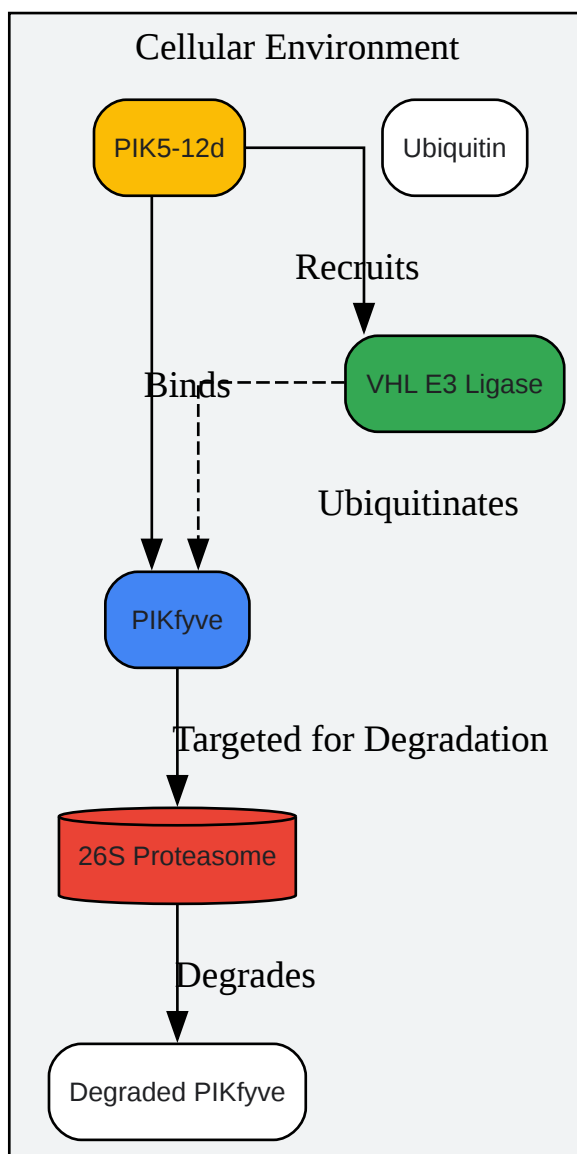 Cellular Environment
PIK5-12d
Ubiquitin
Recruits
VHL E3 Ligase
Binds
Ubiquitinates
PIKfyve
Targeted for Degradation
26S Proteasome
Degrades
Degraded PIKfyve